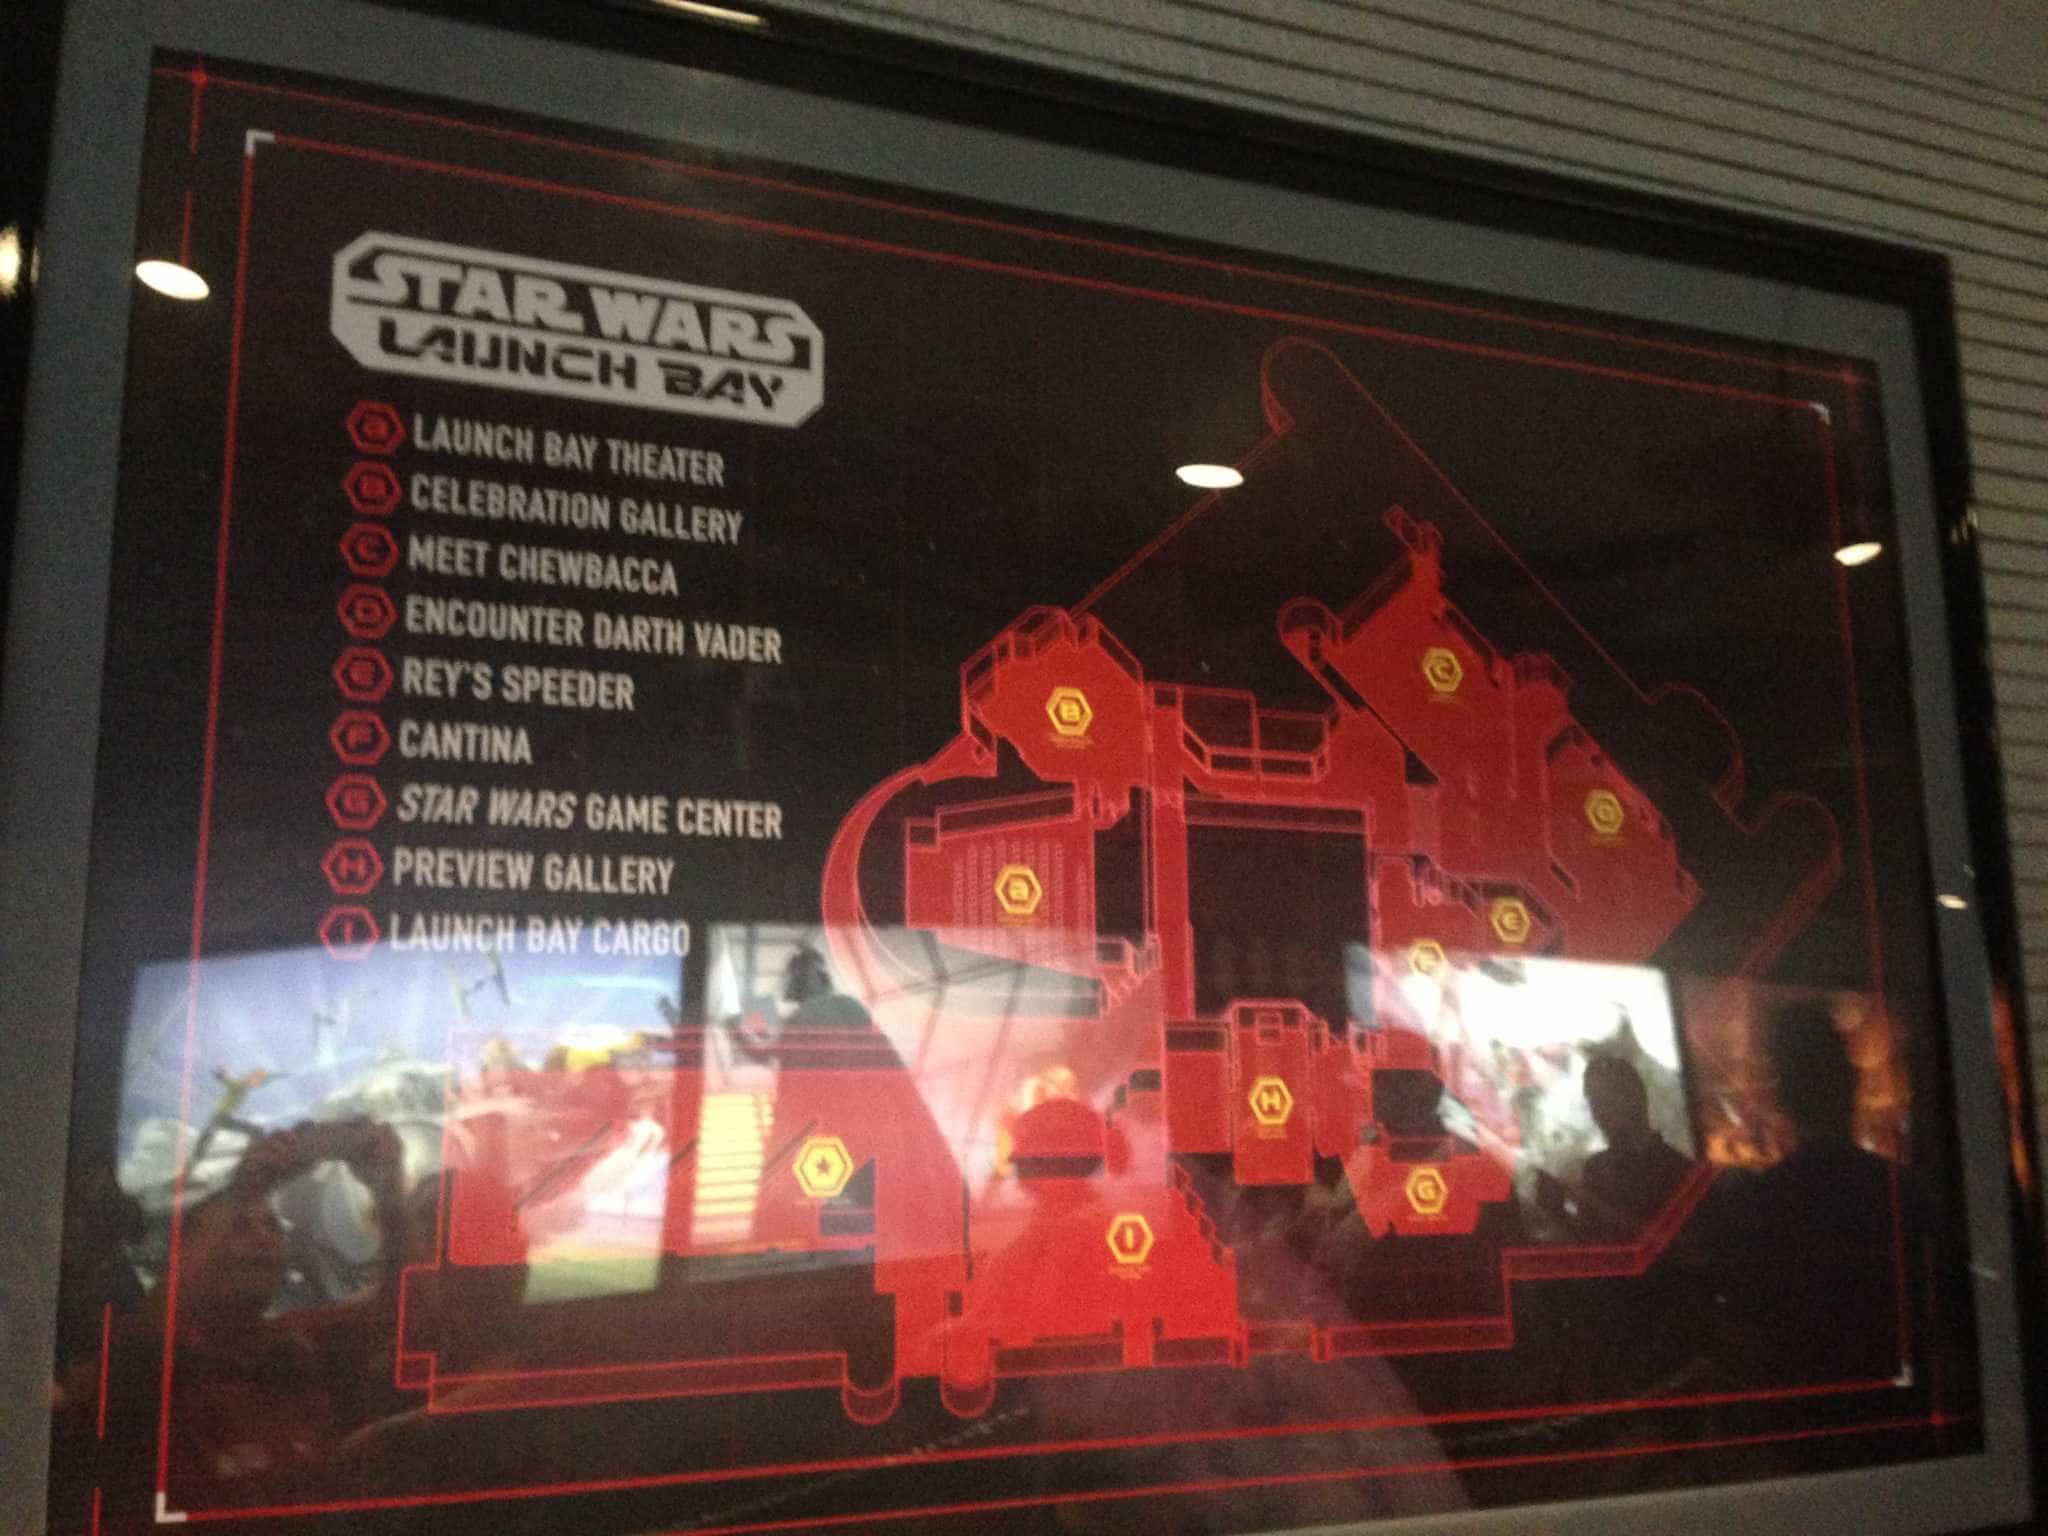 STAR WARS
LAUNCH BAY
a LAUNCH BAY THEATER
B CELEBRATION GALLERY
C MEET CHEWBACCA
D ENCOUNTER DARTH VADER
e REY'S SPEEDER
F CANTINA
G STAR WARS GAME CENTER
H PREVIEW GALLERY
I LAUNCH BAY CARGO
C
B
D
a
e
F
H
G
I